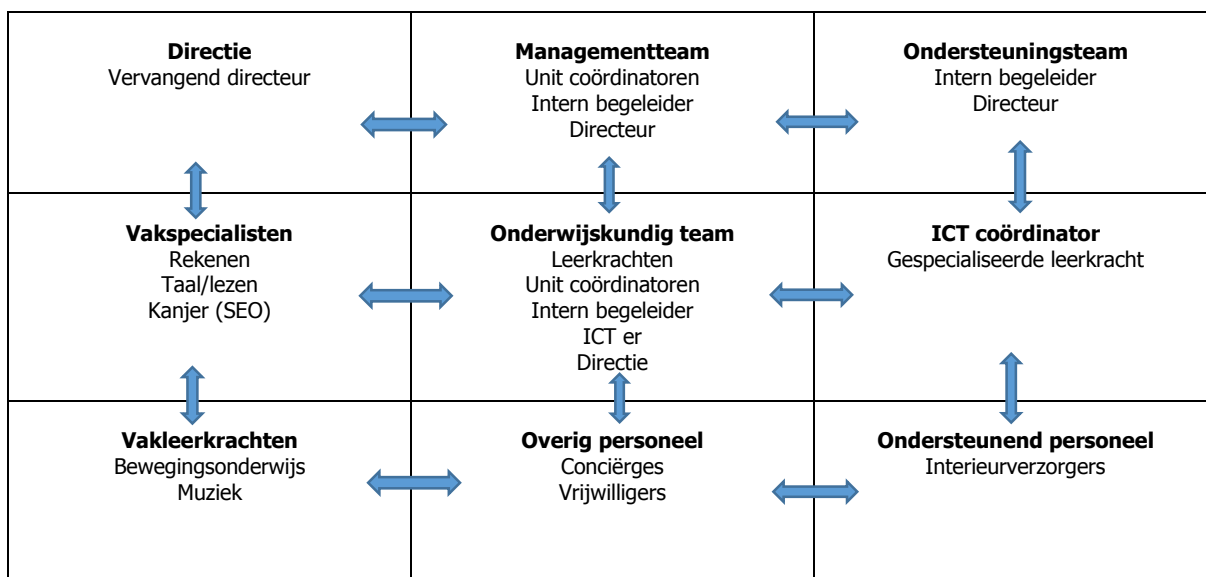 Directie
Vervangend directeur
Managementteam
Unit coördinatoren
Intern begeleider
Directeur
Ondersteuningsteam
Intern begeleider
Directeur
Vakspecialisten
Rekenen
Taal/lezen
Kanjer (SEO)
Onderwijskundig team
Leerkrachten
Unit coördinatoren
Intern begeleider
ICT er
Directie
ICT coördinator
Gespecialiseerde leerkracht
Vakleerkrachten
Bewegingsonderwijs
Muziek
Overig personeel
Conciërges
Vrijwilligers
Ondersteunend personeel
Interieurverzorgers